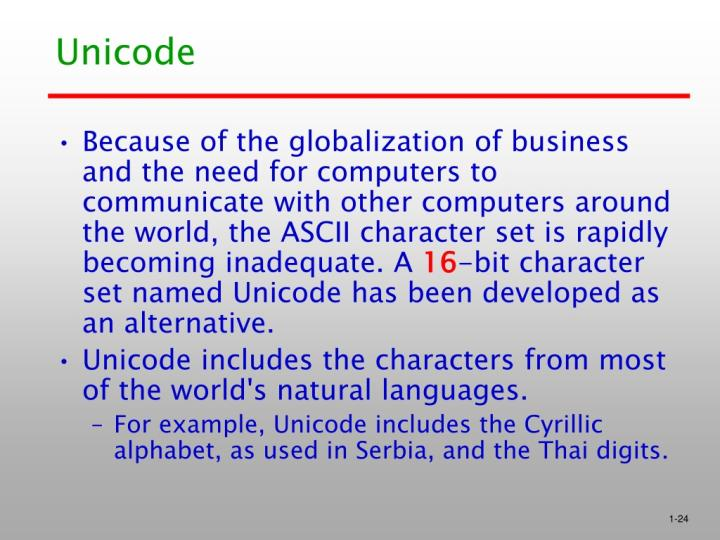 Unicode
• Because of the globalization of business
and the need for computers to
communicate with other computers around
the world, the ASCII character set is rapidly
becoming inadequate. A 16-bit character
set named Unicode has been developed as
an alternative.
• Unicode includes the characters from most
of the world's natural languages.
– For example, Unicode includes the Cyrillic
alphabet, as used in Serbia, and the Thai digits.
1-24